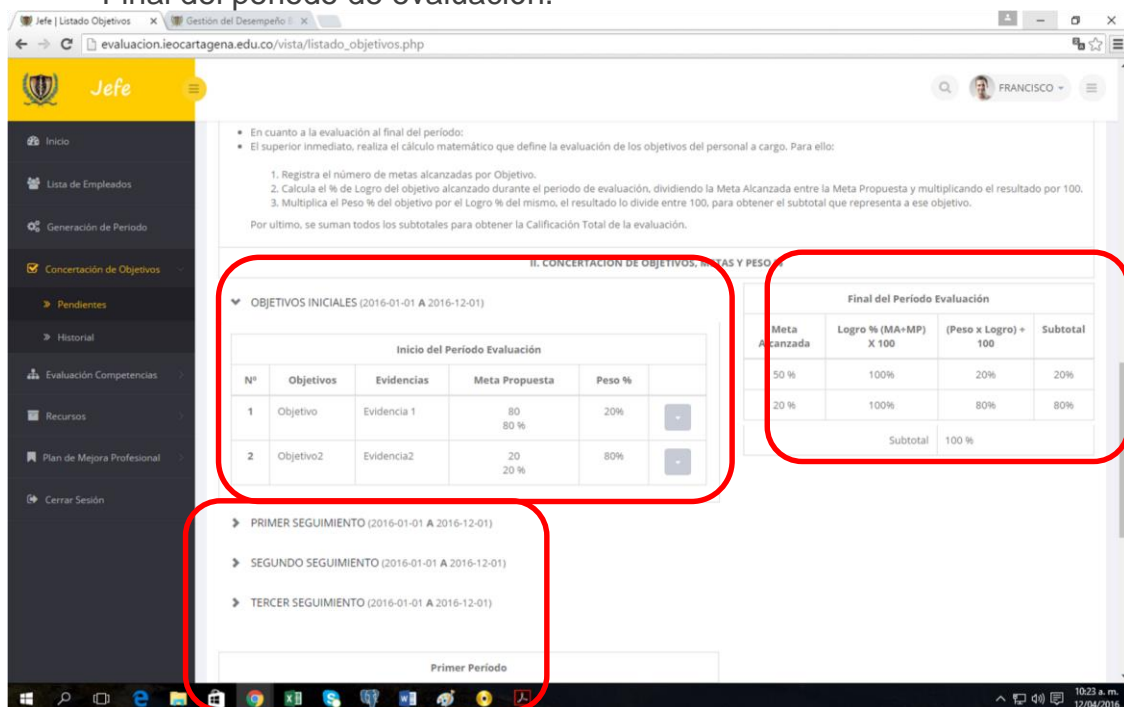 Final del periodo de evaluación.
Jefe | Listado Objetivos
Gestión del Desempeño
evaluacion.ieocartagena.edu.co/vista/listado_objetivos.php
Jefe
FRANCISCO
Inicio
Lista de Empleados
Generación de Periodo
Concertación de Objetivos
Pendientes
Historial
Evaluación Competencias
Recursos
Plan de Mejora Profesional
Cerrar Sesión
En cuanto a la evaluación al final del período:
El superior inmediato, realiza el cálculo matemático que define la evaluación de los objetivos del personal a cargo. Para ello:
1. Registra el número de metas alcanzadas por Objetivo.
2. Calcula el % de Logro del objetivo alcanzado durante el periodo de evaluación, dividiendo la Meta Alcanzada entre la Meta Propuesta y multiplicando el resultado por 100.
3. Multiplica el Peso % del objetivo por el Logro % del mismo, el resultado lo divide entre 100, para obtener el subtotal que representa a ese objetivo.
Por ultimo, se suman todos los subtotales para obtener la Calificación Total de la evaluación.
II. CONCERTACIÓN DE OBJETIVOS, METAS Y PESO %
OBJETIVOS INICIALES (2016-01-01 A 2016-12-01)
Inicio del Período Evaluación
Nº Objetivos Evidencias Meta Propuesta Peso %
1 Objetivo Evidencia 1 80 20%
80 %
2 Objetivo2 Evidencia2 20 80%
20 %
Final del Período Evaluación
Meta Logro % (MA÷MP) (Peso x Logro) ÷ Subtotal
Alcanzada X 100 100
50 % 100% 20% 20%
20 % 100% 80% 80%
Subtotal 100 %
PRIMER SEGUIMIENTO (2016-01-01 A 2016-12-01)
SEGUNDO SEGUIMIENTO (2016-01-01 A 2016-12-01)
TERCER SEGUIMIENTO (2016-01-01 A 2016-12-01)
Primer Período
10:23 a. m.
12/04/2016